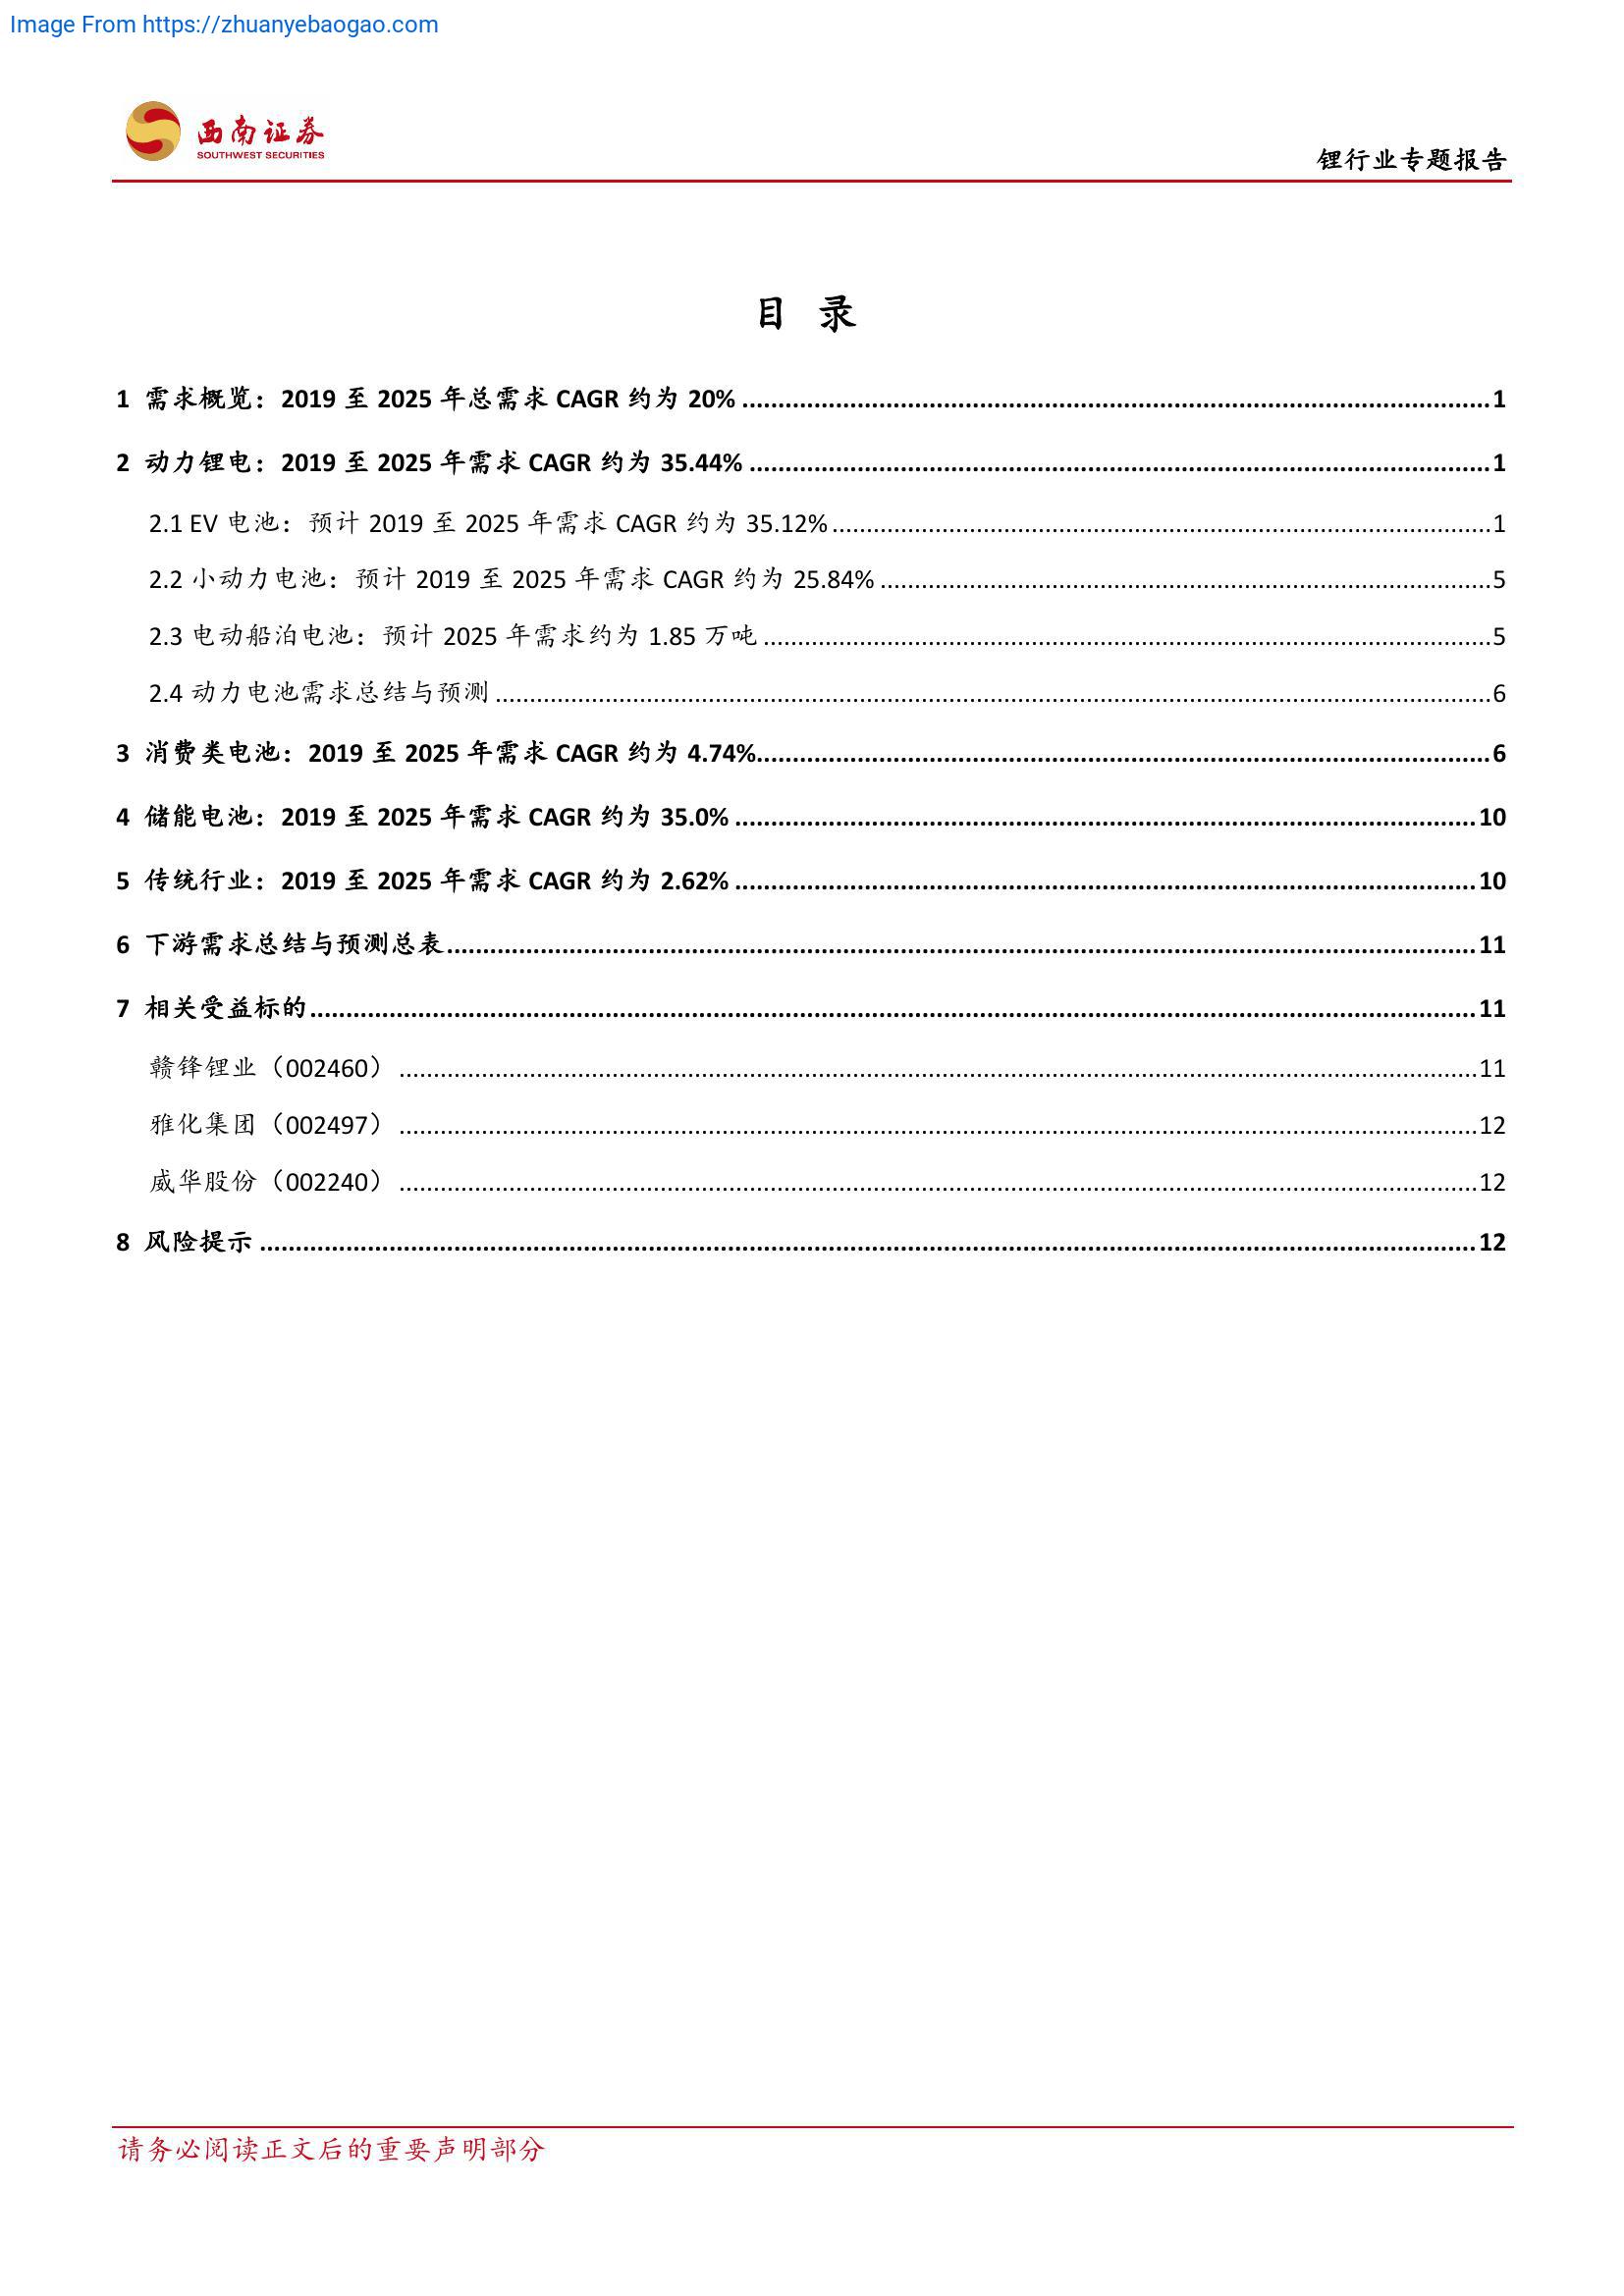 Image From https://zhuanyebaogao.com
西南证券
SOUTHWEST SECURITIES
锂行业专题报告
目 录
1 需求概览：2019 至 2025 年总需求 CAGR 约为 20% ........ 1
2 动力锂电：2019 至 2025 年需求 CAGR 约为 35.44% ........ 1
2.1 EV 电池：预计 2019 至 2025 年需求 CAGR 约为 35.12% ........ 1
2.2 小动力电池：预计 2019 至 2025 年需求 CAGR 约为 25.84% ........ 5
2.3 电动船泊电池：预计 2025 年需求约为 1.85 万吨 ........ 5
2.4 动力电池需求总结与预测 ........ 6
3 消费类电池：2019 至 2025 年需求 CAGR 约为 4.74% ........ 6
4 储能电池：2019 至 2025 年需求 CAGR 约为 35.0% ........ 10
5 传统行业：2019 至 2025 年需求 CAGR 约为 2.62% ........ 10
6 下游需求总结与预测总表 ........ 11
7 相关受益标的 ........ 11
赣锋锂业（002460） ........ 11
雅化集团（002497） ........ 12
威华股份（002240） ........ 12
8 风险提示 ........ 12
请务必阅读正文后的重要声明部分